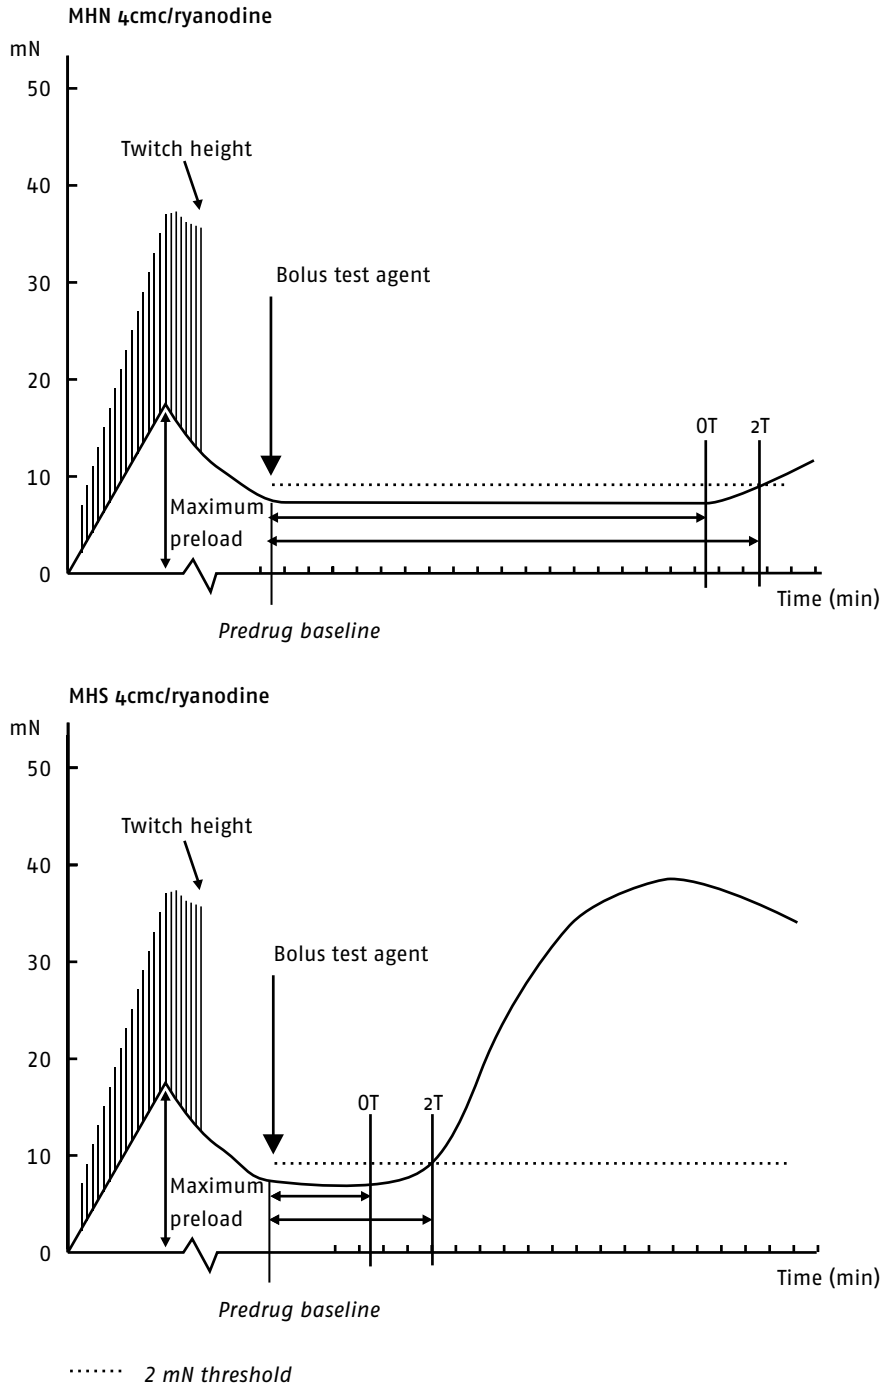 MHN 4cmc/ryanodine
mN
50
Twitch height
40
Bolus test agent
30
20
0T 2T
10
Maximum
preload
0
Time (min)
Predrug baseline
MHS 4cmc/ryanodine
mN
50
Twitch height
40
Bolus test agent
30
20
0T 2T
10
Maximum
preload
0
Time (min)
Predrug baseline
2 mN threshold